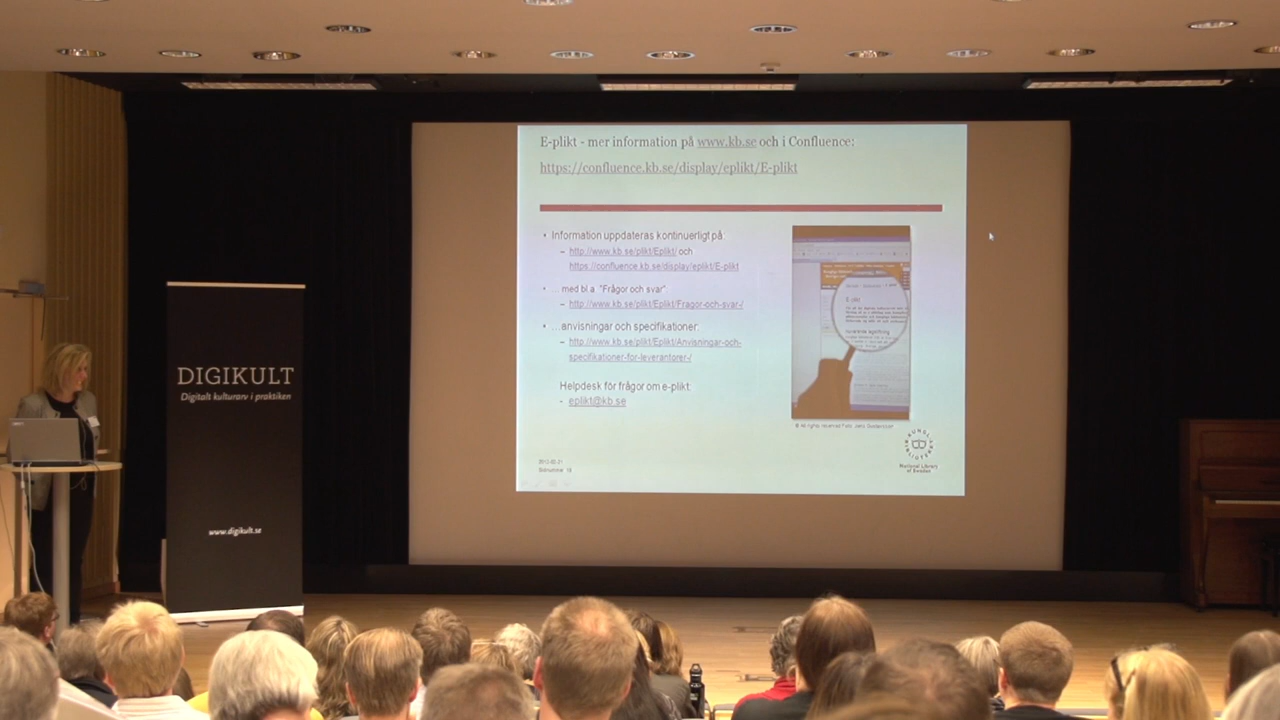 E-plikt - mer information på www.kb.se och i Confluence:
https://confluence.kb.se/display/eplikt/E-plikt
• Information uppdateras kontinuerligt på:
– http://www.kb.se/plikt/Eplikt/ och
https://confluence.kb.se/display/eplikt/E-plikt
• … med bl.a. "Frågor och svar"
– http://www.kb.se/plikt/Eplikt/Fragor-och-svar-/
• …anvisningar och specifikationer:
– http://www.kb.se/plikt/Eplikt/Anvisningar-och-
specifikationer-for-leverantorer-/
Helpdesk för frågor om e-plikt:
- eplikt@kb.se
National Library
of Sweden
DIGIKULT
Digitalt kulturarv i praktiken
www.digikult.se